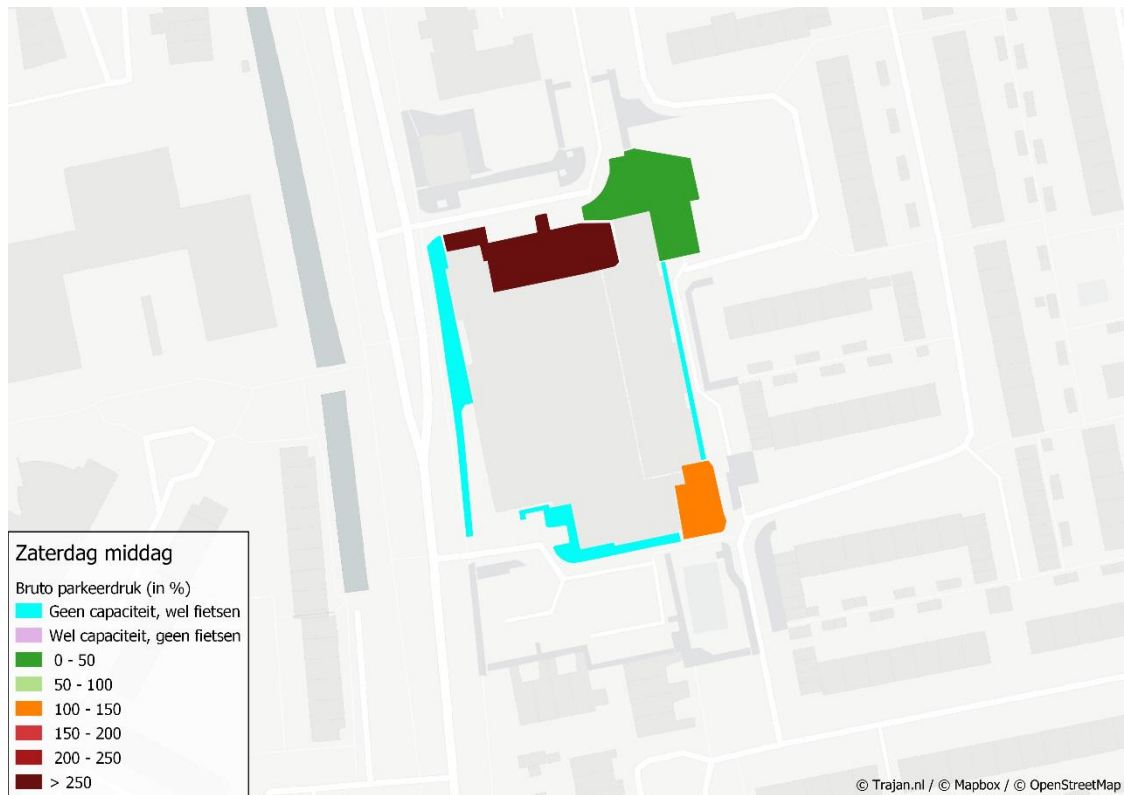 Zaterdag middag
Bruto parkeerdruk (in %)
Geen capaciteit, wel fietsen
Wel capaciteit, geen fietsen
0 - 50
50 - 100
100 - 150
150 - 200
200 - 250
> 250
© Trajan.nl / © Mapbox / © OpenStreetMap